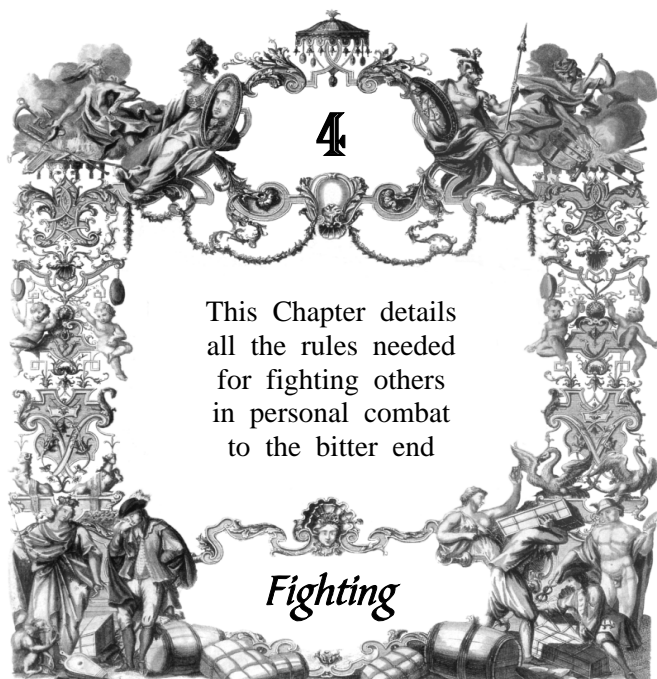 4
This Chapter details
all the rules needed
for fighting others
in personal combat
to the bitter end
Fighting